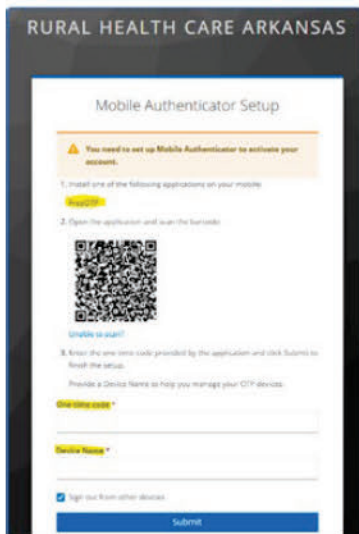 RURAL HEALTH CARE ARKANSAS
Mobile Authenticator Setup
You need to set up Mobile Authenticator to activate your
account.
1. Install one of the following applications on your mobile:
FreeOTP
2. Open the application and scan the barcode:
Unable to scan?
3. Enter the one-time code provided by the application and click Submit to
finish the setup.
Provide a Device Name to help you manage your OTP devices.
One-time code *
Device Name *
Sign out from other devices
Submit